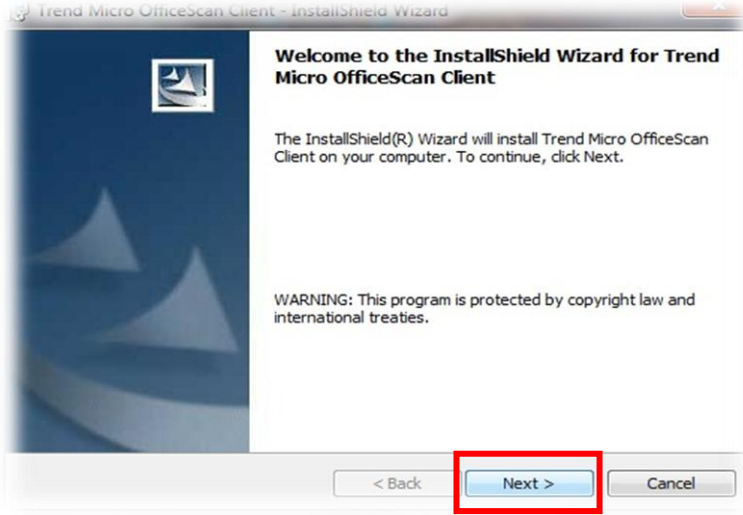 Trend Micro OfficeScan Client - InstallShield Wizard
Welcome to the InstallShield Wizard for Trend
Micro OfficeScan Client
The InstallShield(R) Wizard will install Trend Micro OfficeScan
Client on your computer. To continue, click Next.
WARNING: This program is protected by copyright law and
international treaties.
< Back Next > Cancel